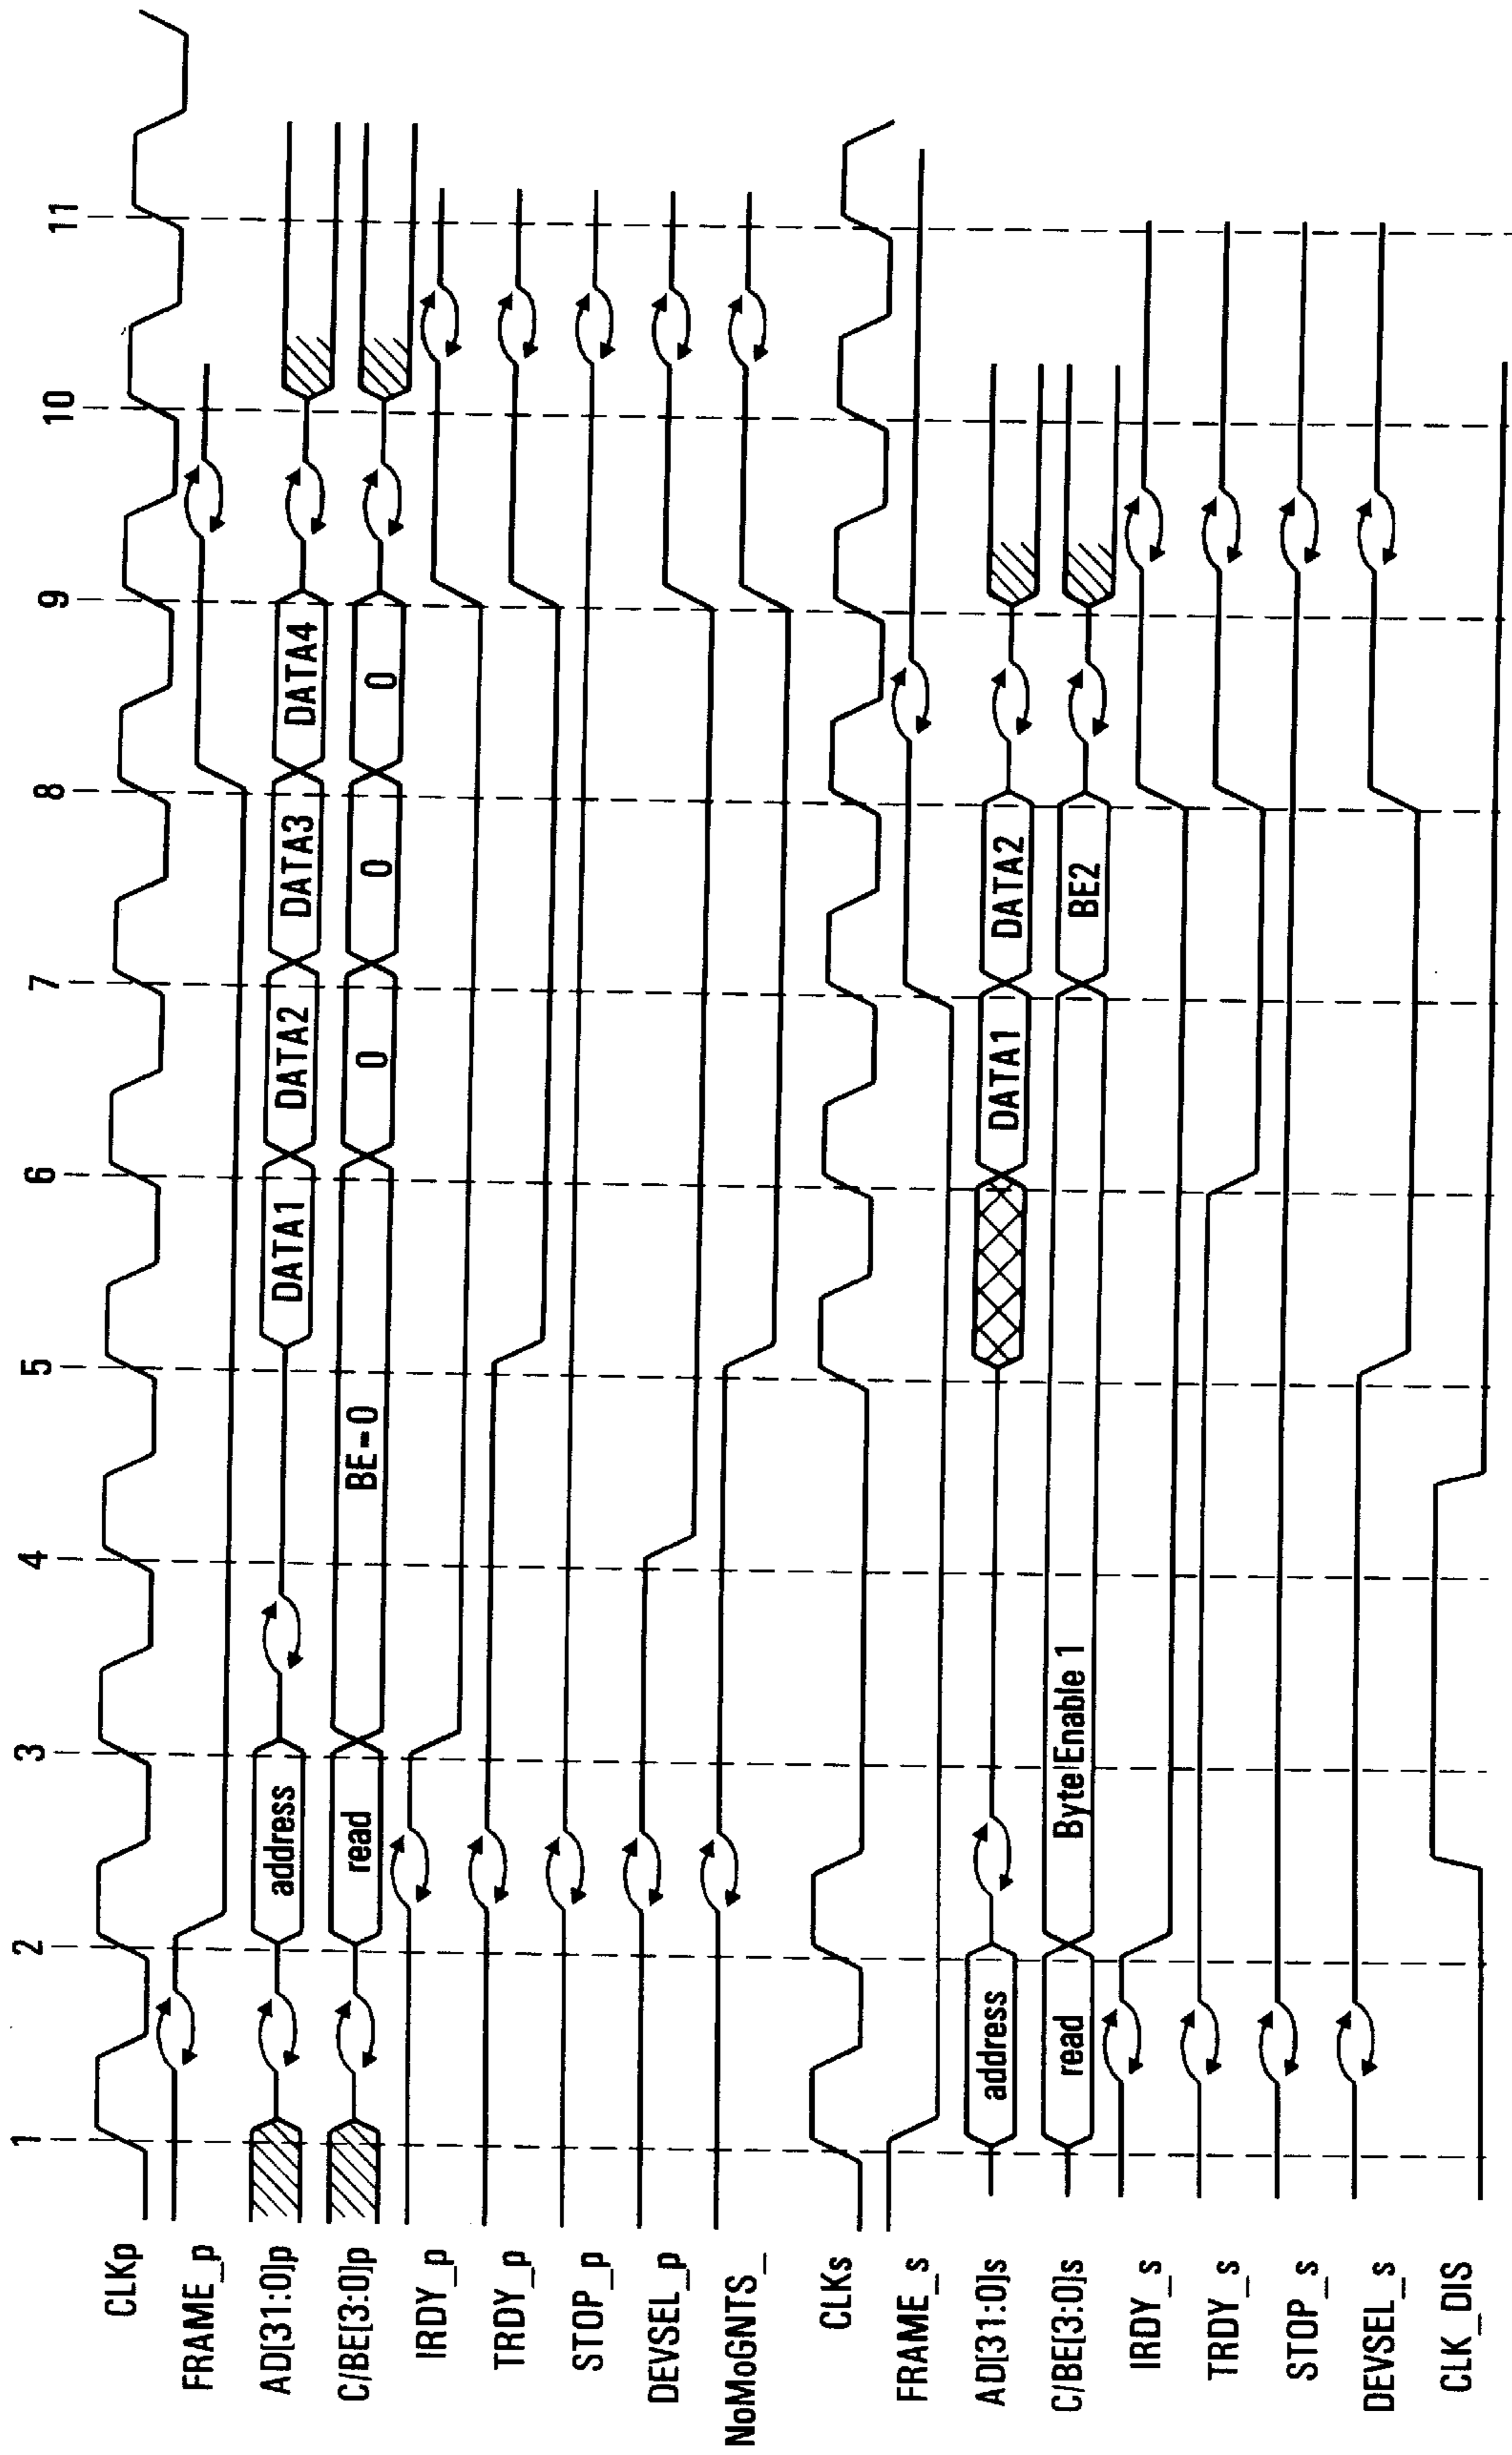 1 2 3 4 5 6 7 8 9 10 11
CLKp
FRAME_p
AD[31:0]p address DATA1 DATA2 DATA3 DATA4
C/BE[3:0]p read BE=0 0 0 0
IRDY_p
TRDY_p
STOP_p
DEVSEL_p
NoMoGNTS_
CLKs
FRAME_s
AD[31:0]s address DATA1 DATA2
C/BE[3:0]s read Byte Enable 1 BE2
IRDY_s
TRDY_s
STOP_s
DEVSEL_s
CLK_DIS